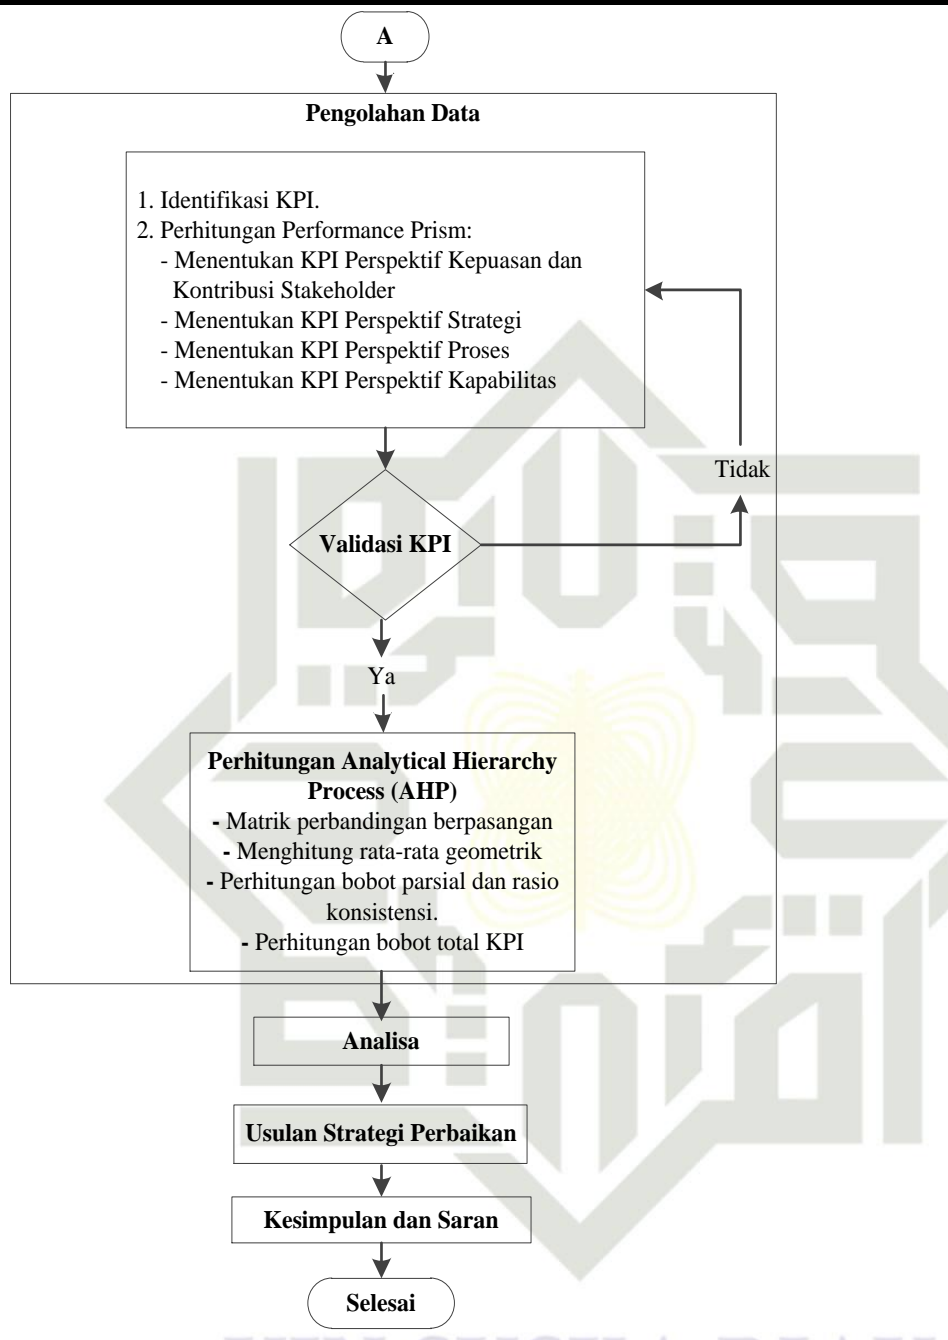 A
Pengolahan Data
1. Identifikasi KPI.
2. Perhitungan Performance Prism:
- Menentukan KPI Perspektif Kepuasan dan
Kontribusi Stakeholder
- Menentukan KPI Perspektif Strategi
- Menentukan KPI Perspektif Proses
- Menentukan KPI Perspektif Kapabilitas
Tidak
Validasi KPI
Ya
Perhitungan Analytical Hierarchy
Process (AHP)
- Matrik perbandingan berpasangan
- Menghitung rata-rata geometrik
- Perhitungan bobot parsial dan rasio
konsistensi.
- Perhitungan bobot total KPI
Analisa
Usulan Strategi Perbaikan
Kesimpulan dan Saran
Selesai